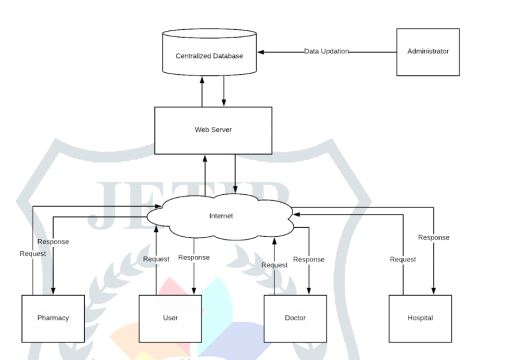 Centralized Database
Data Updation
Administrator
Web Server
JETIR
Internet
Response
Request
Request
Response
Request
Response
Request
Response
Pharmacy
User
Doctor
Hospital